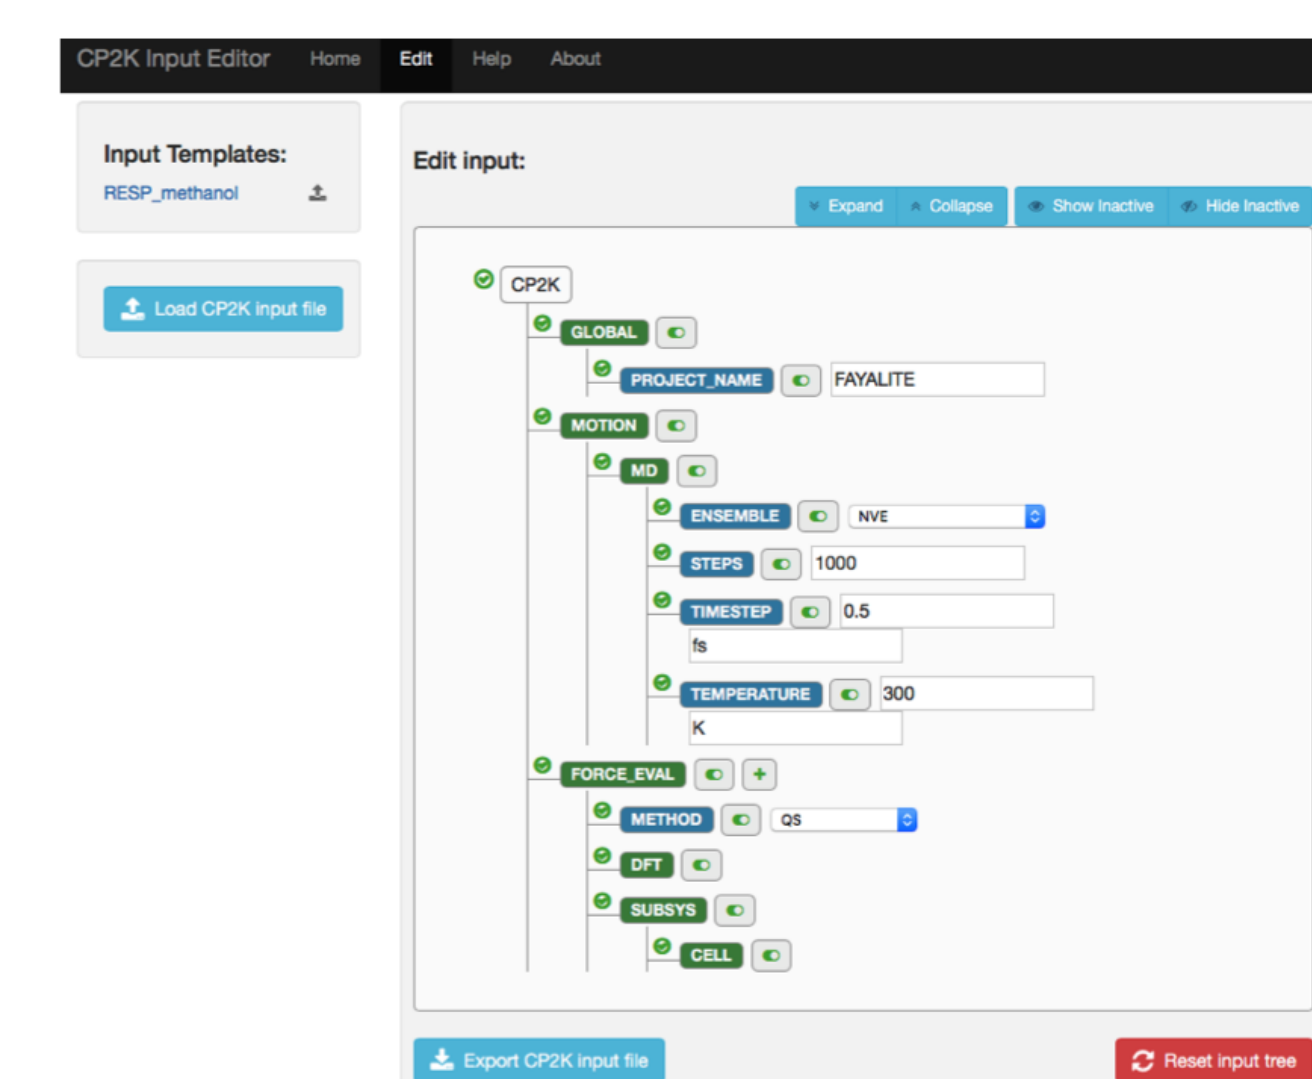 CP2K Input Editor Home Edit Help About
Input Templates:
RESP_methanol
Load CP2K input file
Edit input:
Expand Collapse Show Inactive Hide Inactive
CP2K
GLOBAL
PROJECT_NAME FAYALITE
MOTION
MD
ENSEMBLE NVE
STEPS 1000
TIMESTEP 0.5
fs
TEMPERATURE 300
K
FORCE_EVAL
METHOD QS
DFT
SUBSYS
CELL
Export CP2K input file Reset input tree